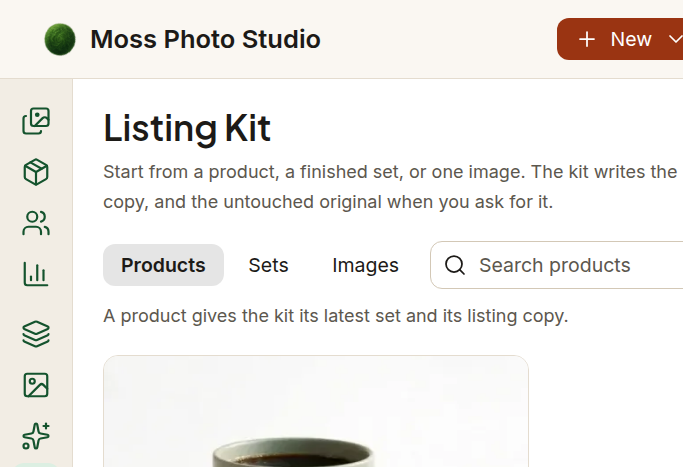 Moss Photo Studio
New
Listing Kit
Start from a product, a finished set, or one image. The kit writes the
copy, and the untouched original when you ask for it.
Products
Sets
Images
Search products
A product gives the kit its latest set and its listing copy.